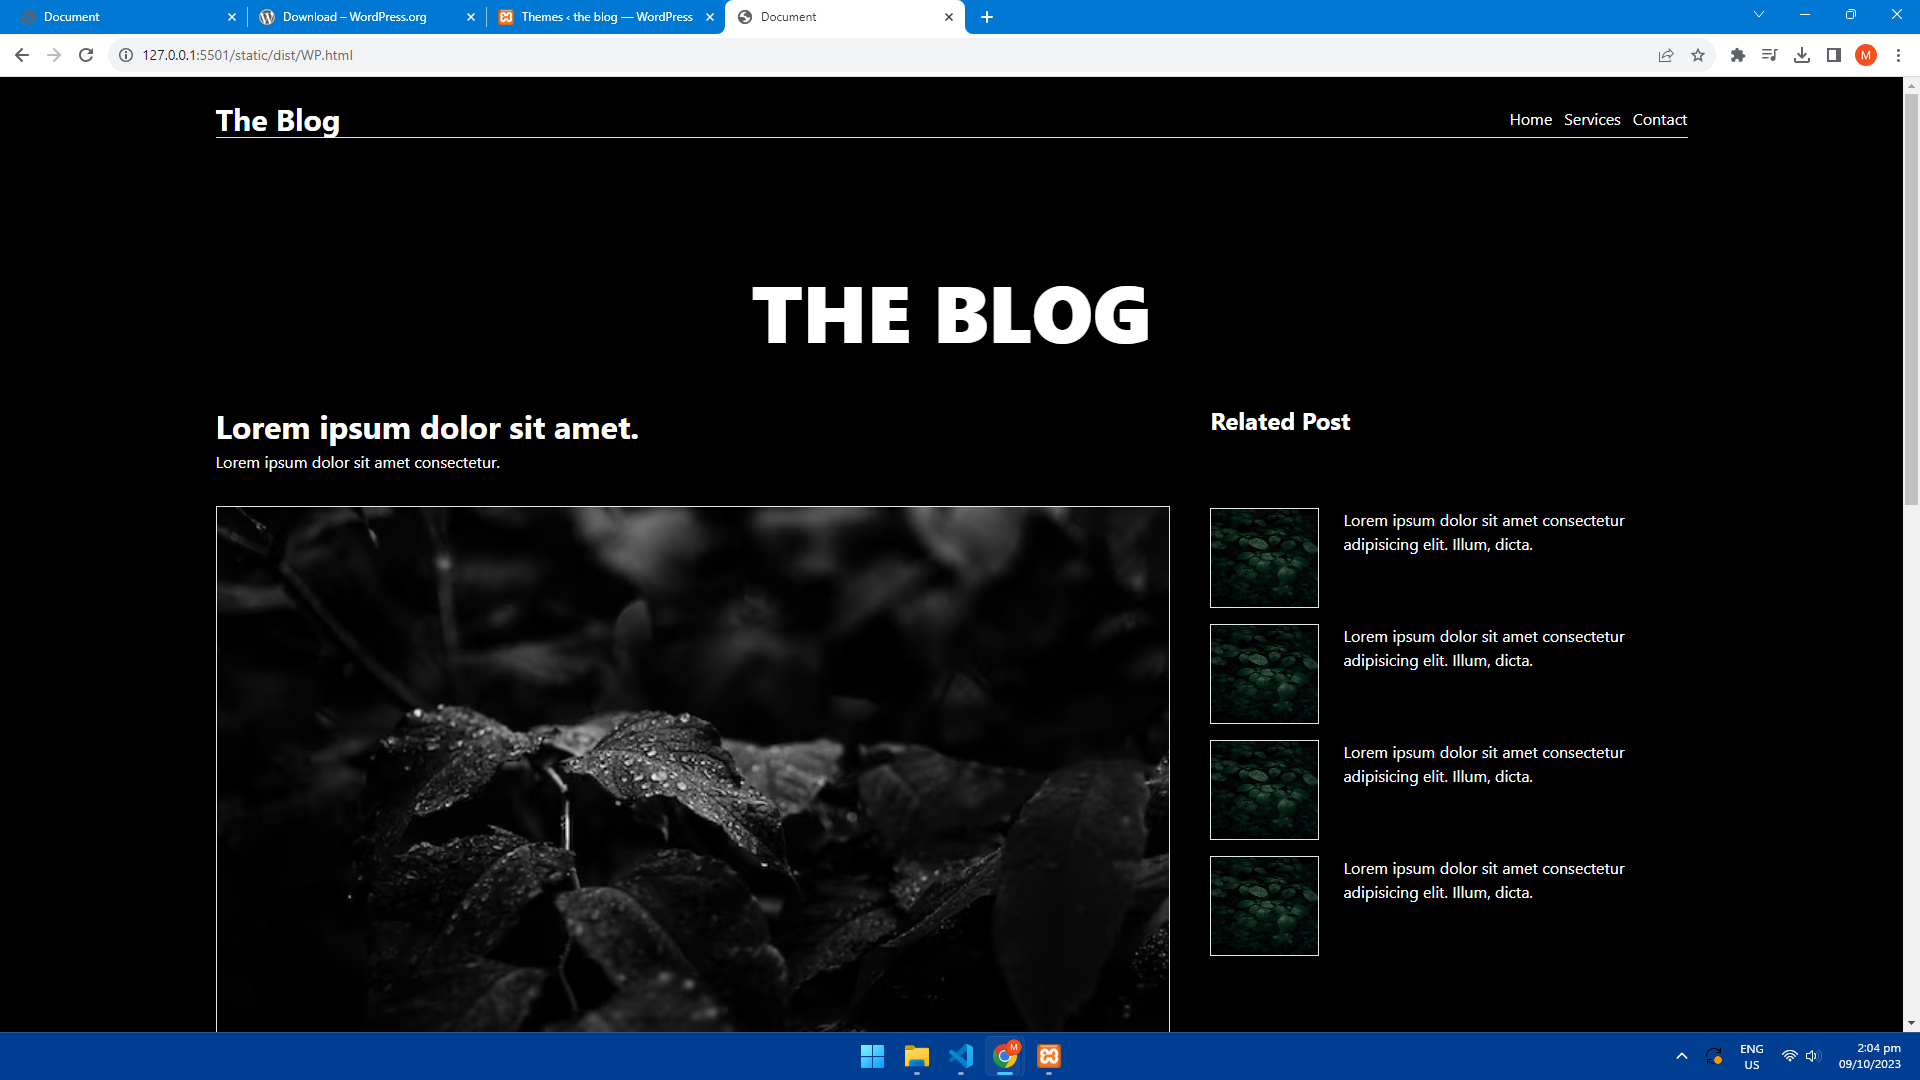 Document
Download – WordPress.org
Themes ‹ the blog — WordPress
Document
127.0.0.1:5501/static/dist/WP.html
M
The Blog
Home Services Contact
THE BLOG
Lorem ipsum dolor sit amet.
Lorem ipsum dolor sit amet consectetur.
Related Post
Lorem ipsum dolor sit amet consectetur
adipisicing elit. Illum, dicta.
Lorem ipsum dolor sit amet consectetur
adipisicing elit. Illum, dicta.
Lorem ipsum dolor sit amet consectetur
adipisicing elit. Illum, dicta.
Lorem ipsum dolor sit amet consectetur
adipisicing elit. Illum, dicta.
M
ENG
US
2:04 pm
09/10/2023